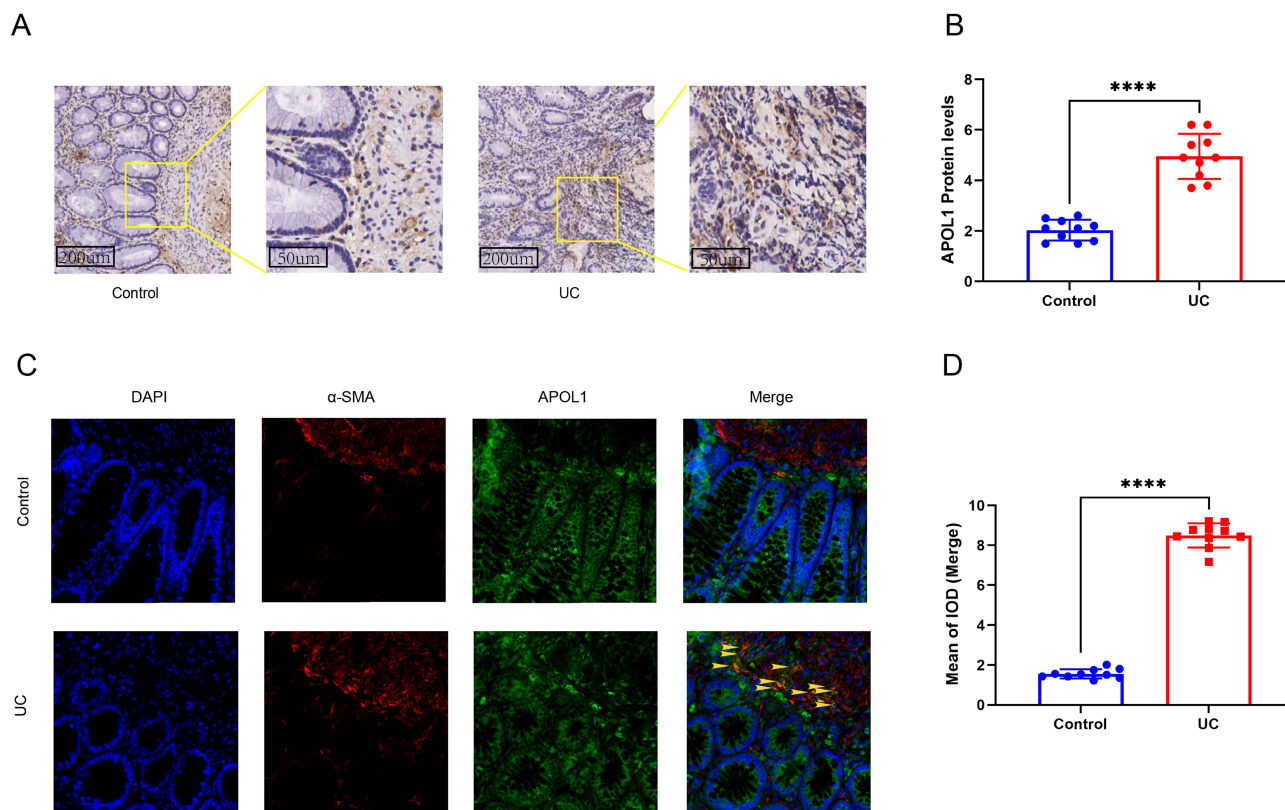 A
200um
50um
200um
50um
Control
UC
B
APOL1 Protein levels
8
6
4
2
0
****
Control
UC
C
DAPI
α-SMA
APOL1
Merge
Control
UC
D
Mean of IOD (Merge)
10
8
6
4
2
0
****
Control
UC